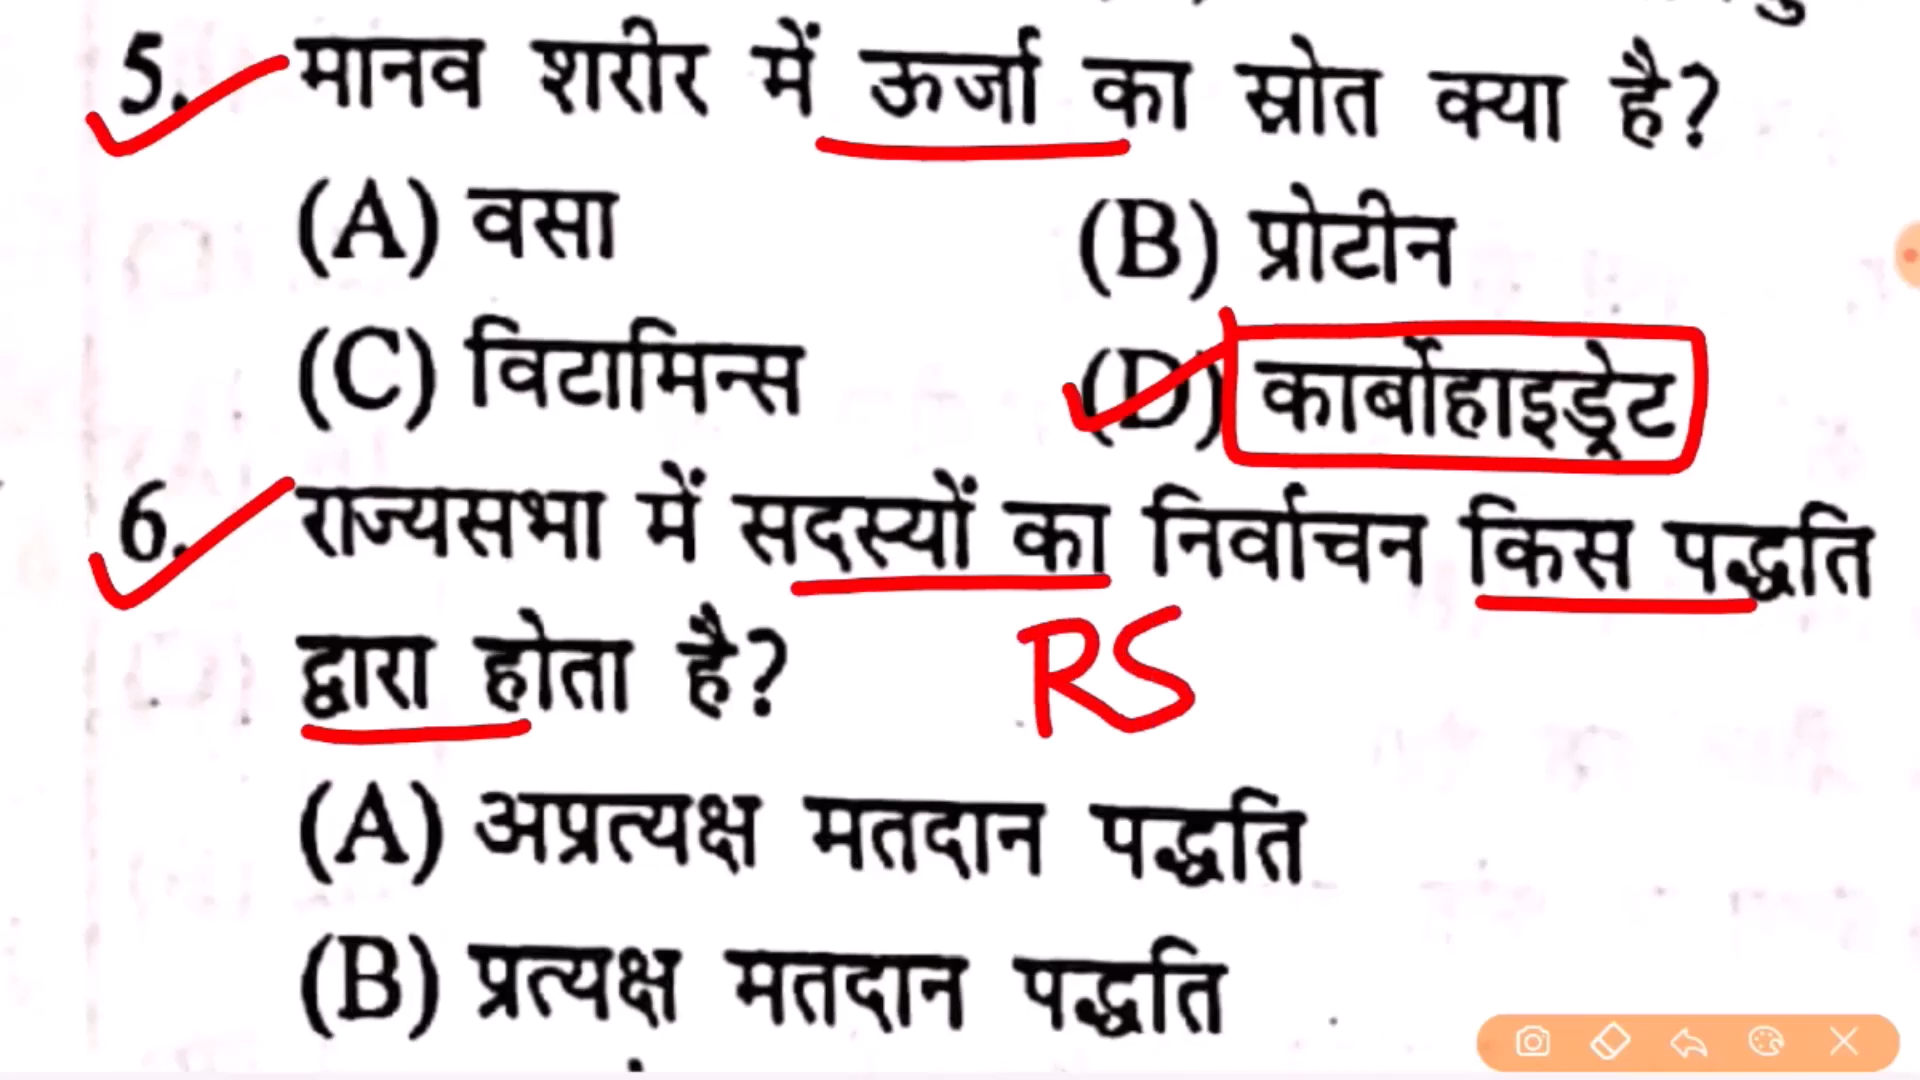 5. मानव शरीर में ऊर्जा का स्रोत क्या है?
(A) वसा (B) प्रोटीन
(C) विटामिन्स (D) कार्बोहाइड्रेट
6. राज्यसभा में सदस्यों का निर्वाचन किस पद्धति
द्वारा होता है? RS
(A) अप्रत्यक्ष मतदान पद्धति
(B) प्रत्यक्ष मतदान पद्धति